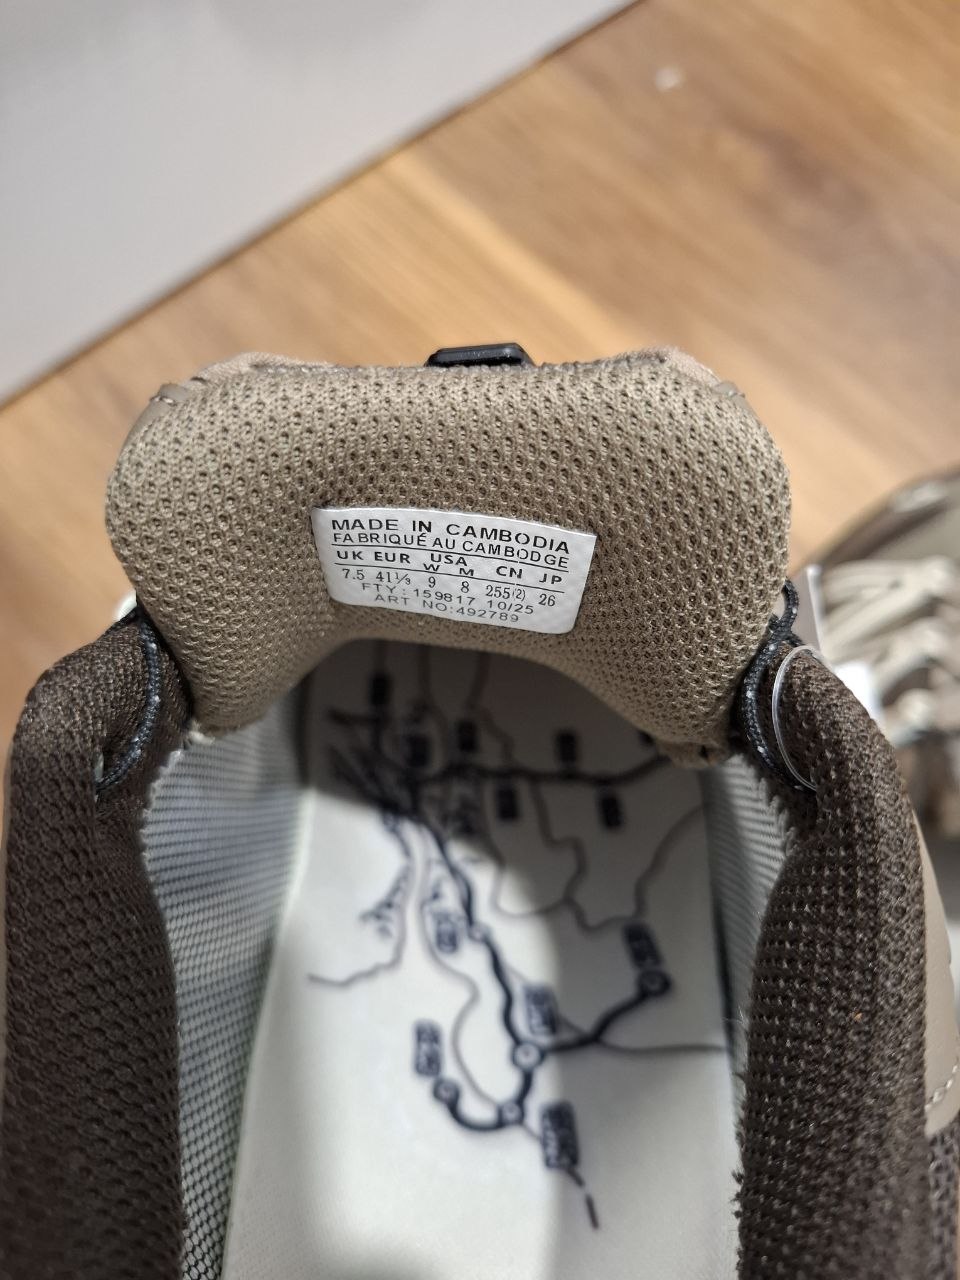 MADE IN CAMBODIA
FABRIQUÉ AU CAMBODGE
UK EUR USA CN JP
W M
7.5 41⅓ 9 8 255(2) 26
FTY: 159817 10/25
ART NO:492789